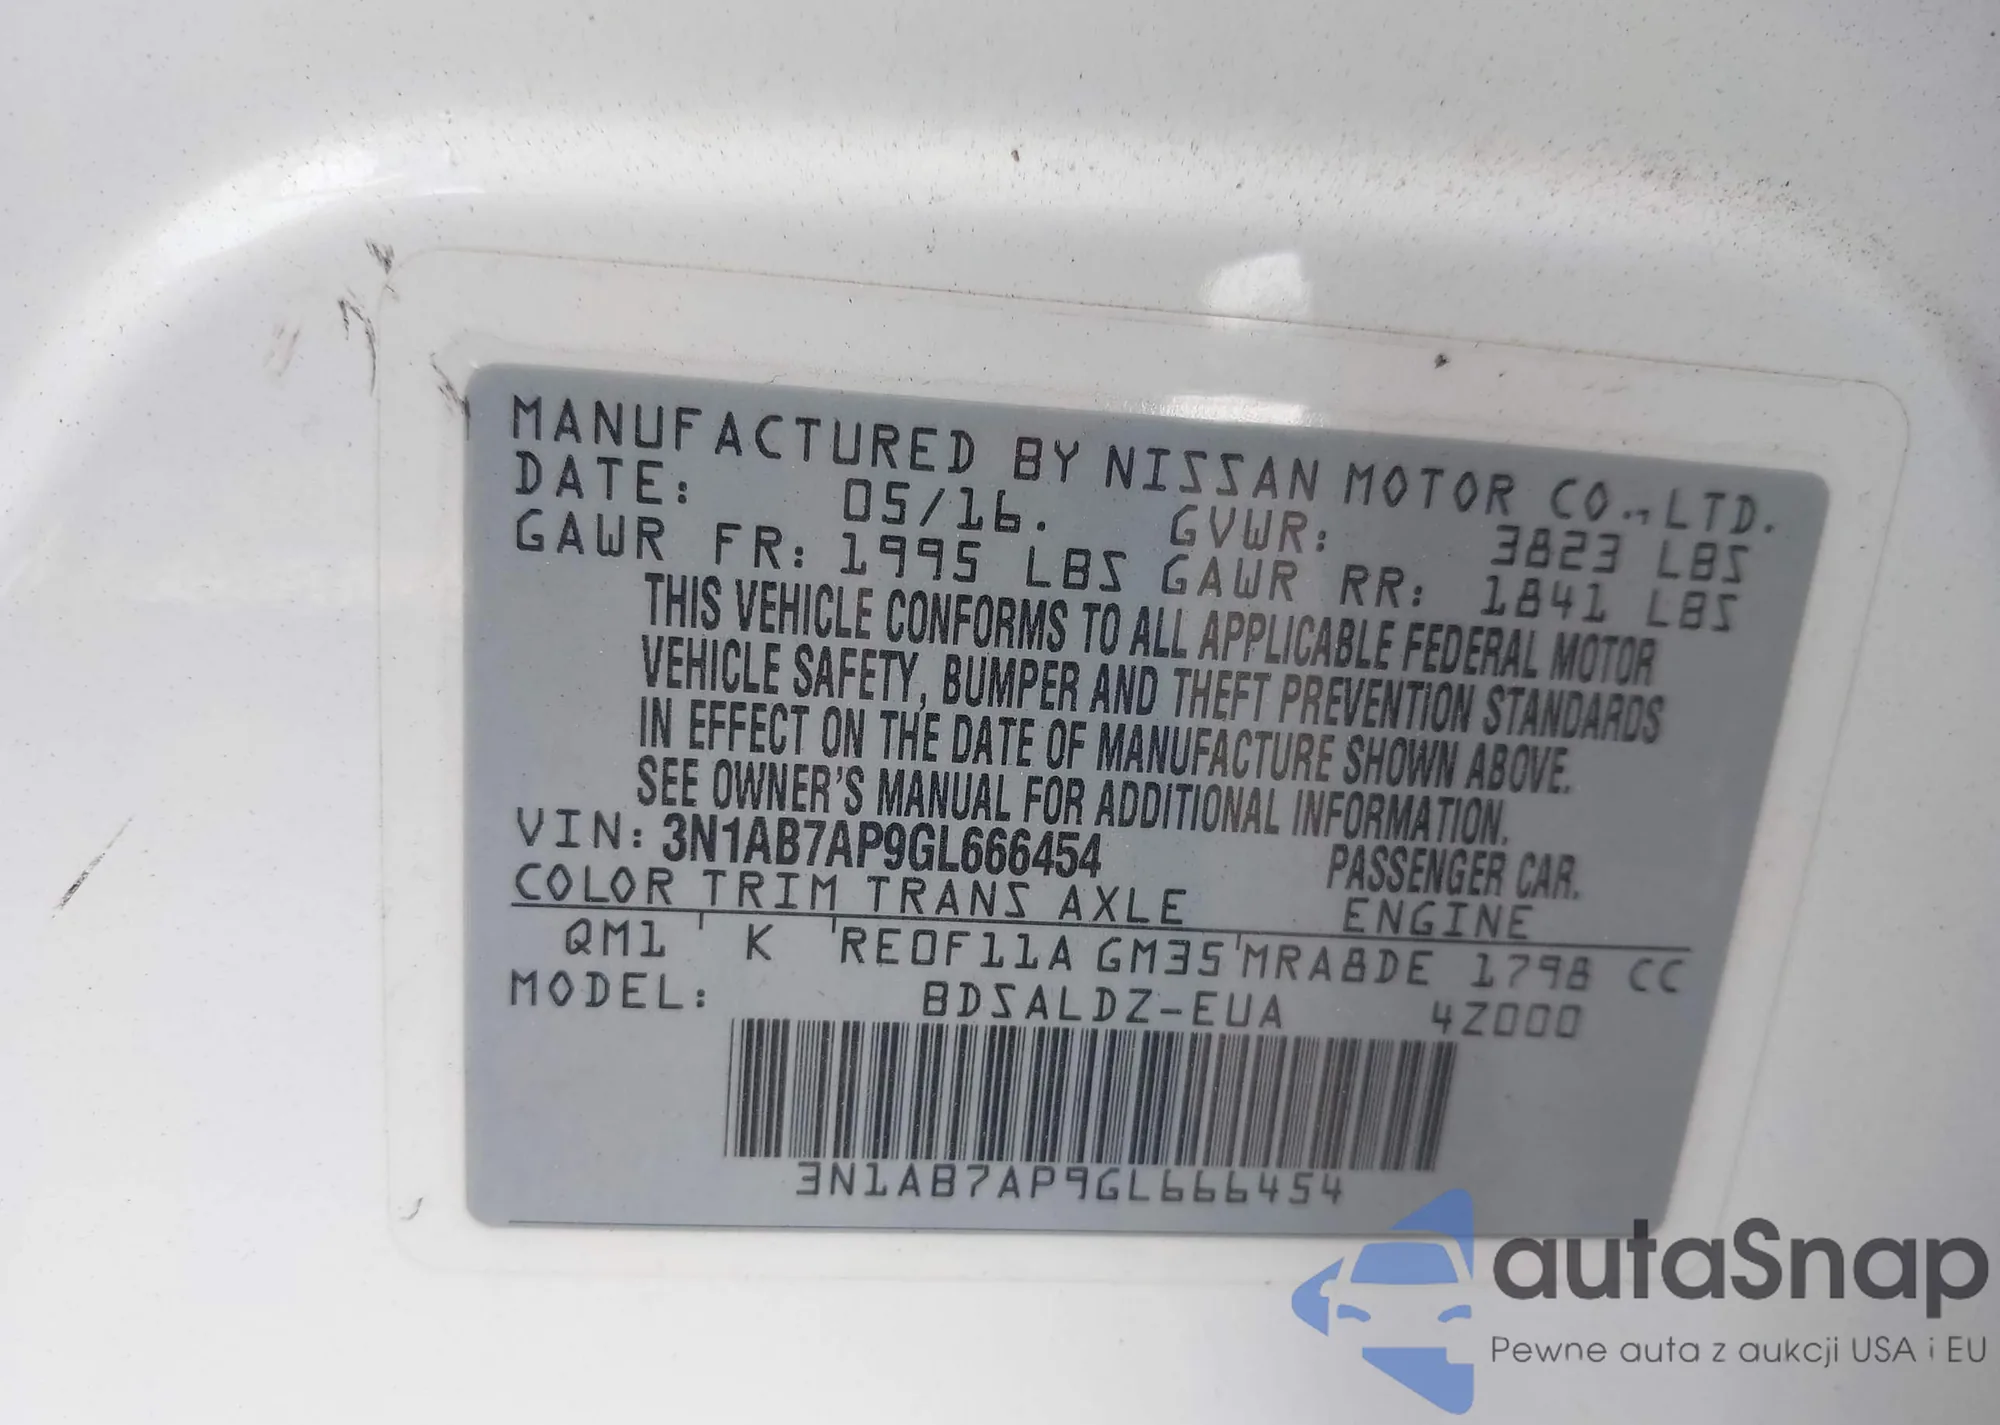 MANUFACTURED BY NISSAN MOTOR CO., LTD.
DATE: 05/16. GVWR: 3823 LBS
GAWR FR: 1995 LBS GAWR RR: 1841 LBS
THIS VEHICLE CONFORMS TO ALL APPLICABLE FEDERAL MOTOR
VEHICLE SAFETY, BUMPER AND THEFT PREVENTION STANDARDS
IN EFFECT ON THE DATE OF MANUFACTURE SHOWN ABOVE.
SEE OWNER'S MANUAL FOR ADDITIONAL INFORMATION.
VIN: 3N1AB7AP9GL666454 PASSENGER CAR.
COLOR TRIM TRANS AXLE ENGINE
QM1 K RE0F11A GM35 MRA8DE 1798 CC
MODEL: BDSALDZ-EUA 4Z000
3N1AB7AP9GL666454
autaSnap
Pewne auta z aukcji USA i EU